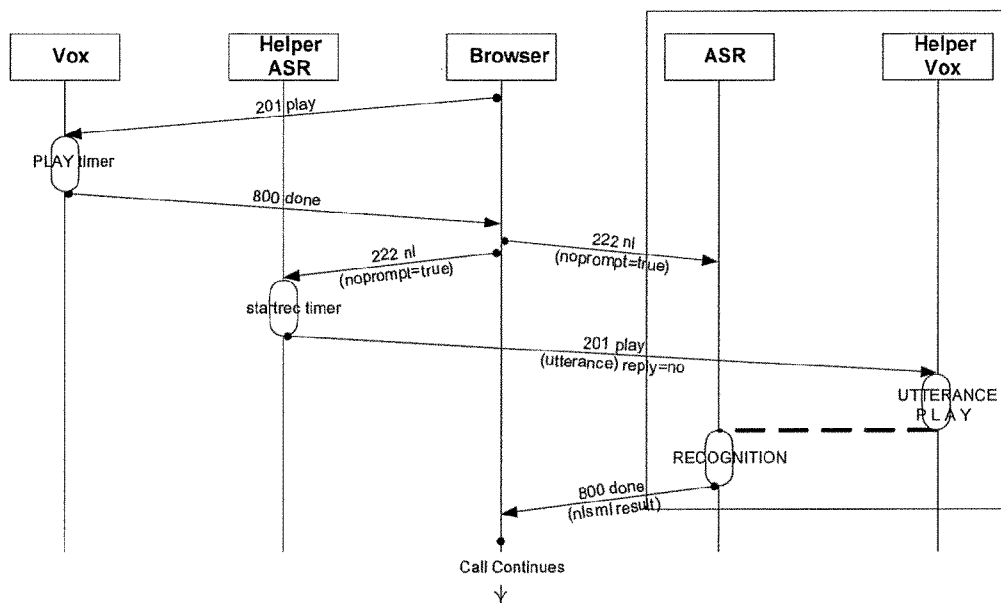 Vox
Helper
ASR
Browser
ASR
Helper
Vox
201 play
PLAY timer
800 done
222 nl
(noprompt=true)
222 nl
(noprompt=true)
startrec timer
201 play
(utterance) reply=no
UTTERANCE
PLAY
RECOGNITION
800 done
(nlsml result)
Call Continues